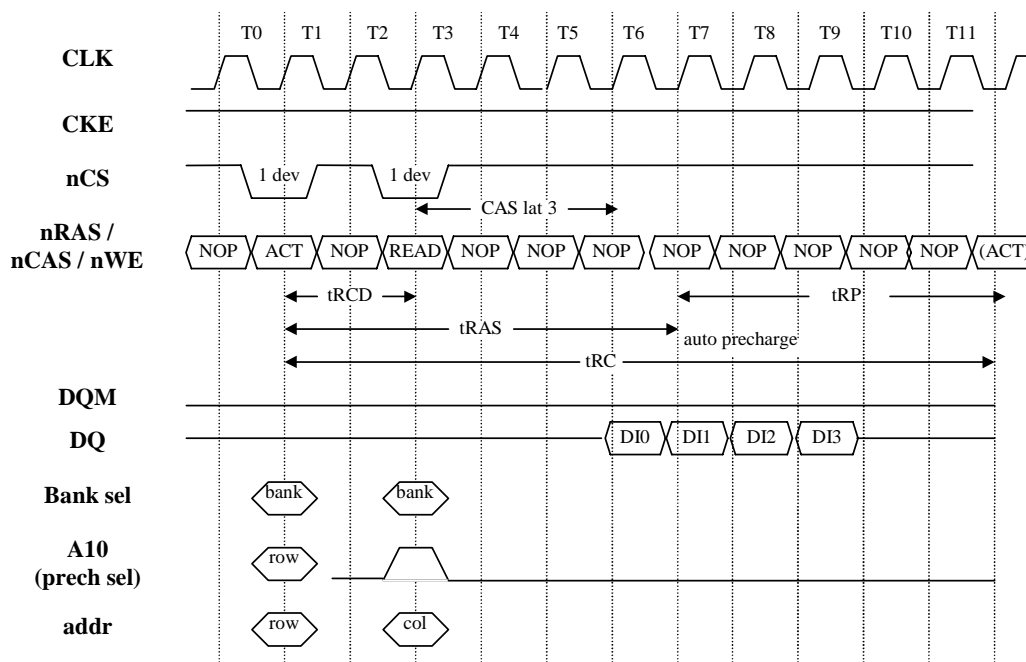 T0 T1 T2 T3 T4 T5 T6 T7 T8 T9 T10 T11
CLK
CKE
nCS 1 dev 1 dev
CAS lat 3
nRAS /
nCAS / nWE NOP ACT NOP READ NOP NOP NOP NOP NOP NOP NOP NOP (ACT)
tRCD tRP
tRAS
auto precharge
tRC
DQM
DQ DI0 DI1 DI2 DI3
Bank sel bank bank
A10
(prech sel) row
addr row col